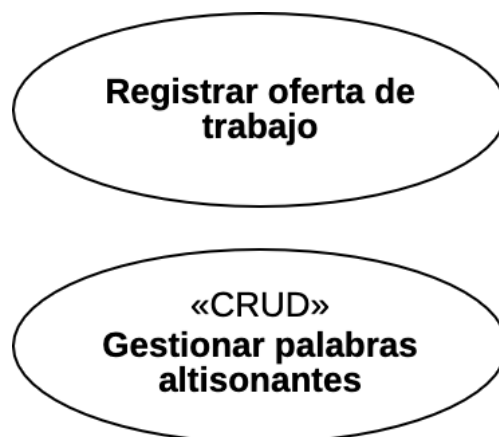 Registrar oferta de
trabajo
«CRUD»
Gestionar palabras
altisonantes